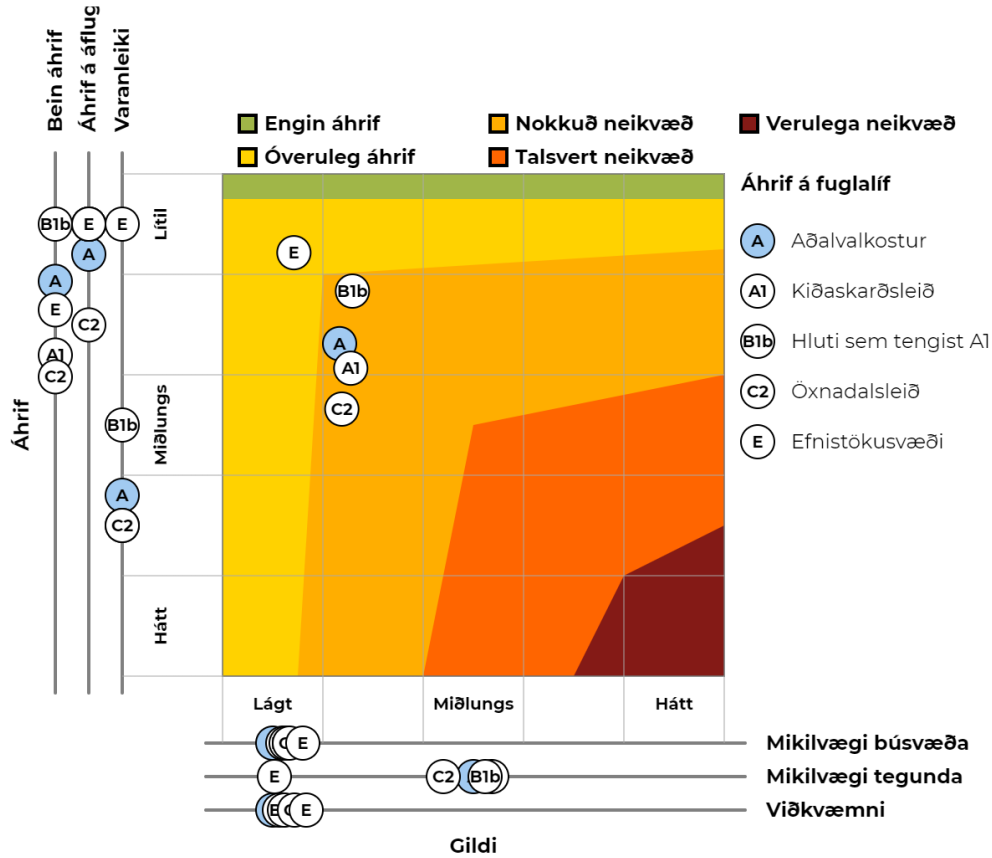 Bein áhrif
Áhrif á áflug
Varanleiki
Engin áhrif
Nokkuð neikvæð
Verulega neikvæð
Óveruleg áhrif
Talsvert neikvæð
Áhrif á fuglalíf
A Aðalvalkostur
A1 Kiðaskarðsleið
B1b Hluti sem tengist A1
C2 Öxnadalsleið
E Efnistökusvæði
B1b
E
E
A
A
E
C2
A1
C2
B1b
A
C2
Áhrif
Lítil
Miðlungs
Hátt
E
B1b
A
A1
C2
Lágt
Miðlungs
Hátt
E
Mikilvægi búsvæða
E
C2
B1b
Mikilvægi tegunda
E
Viðkvæmni
Gildi